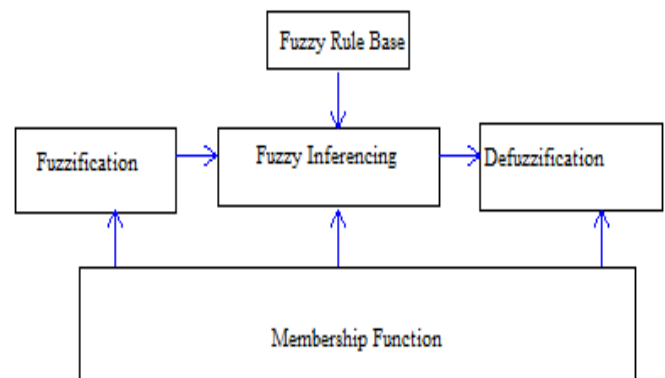 Fuzzy Rule Base
Fuzzification
Fuzzy Inferencing
Defuzzification
Membership Function